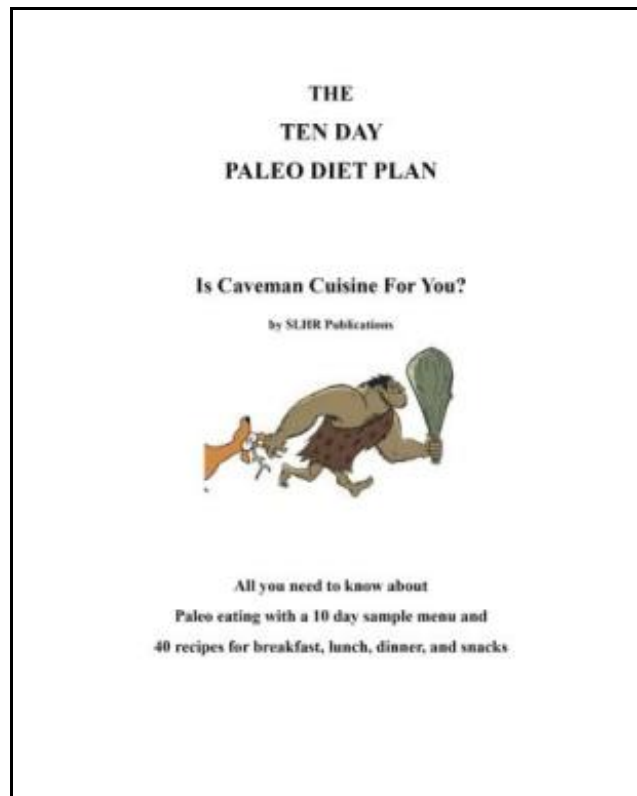 THE
TEN DAY
PALEO DIET PLAN
Is Caveman Cuisine For You?
by SLHR Publications
All you need to know about
Paleo eating with a 10 day sample menu and
40 recipes for breakfast, lunch, dinner, and snacks